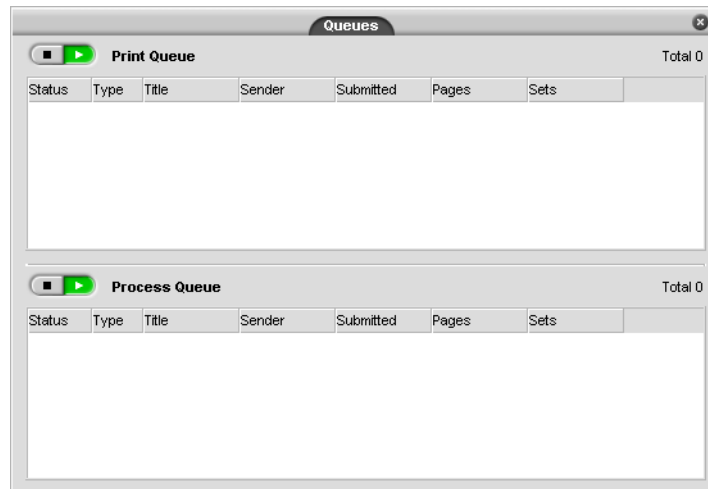 Queues
Print Queue Total 0
Status Type Title Sender Submitted Pages Sets
Process Queue Total 0
Status Type Title Sender Submitted Pages Sets